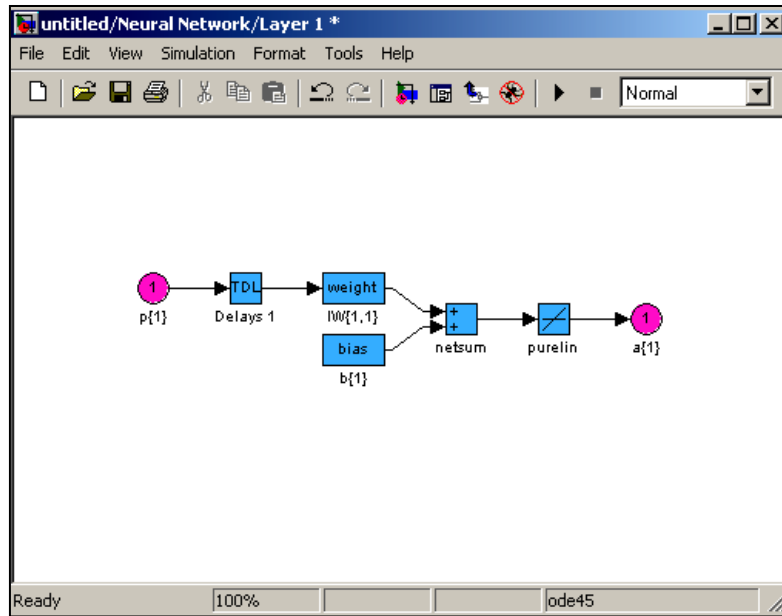 untitled/Neural Network/Layer 1 *
File Edit View Simulation Format Tools Help
Normal
1 TDL weight + + 1
p{1} Delays 1 IW{1,1}
bias netsum purelin a{1}
b{1}
Ready 100% ode45